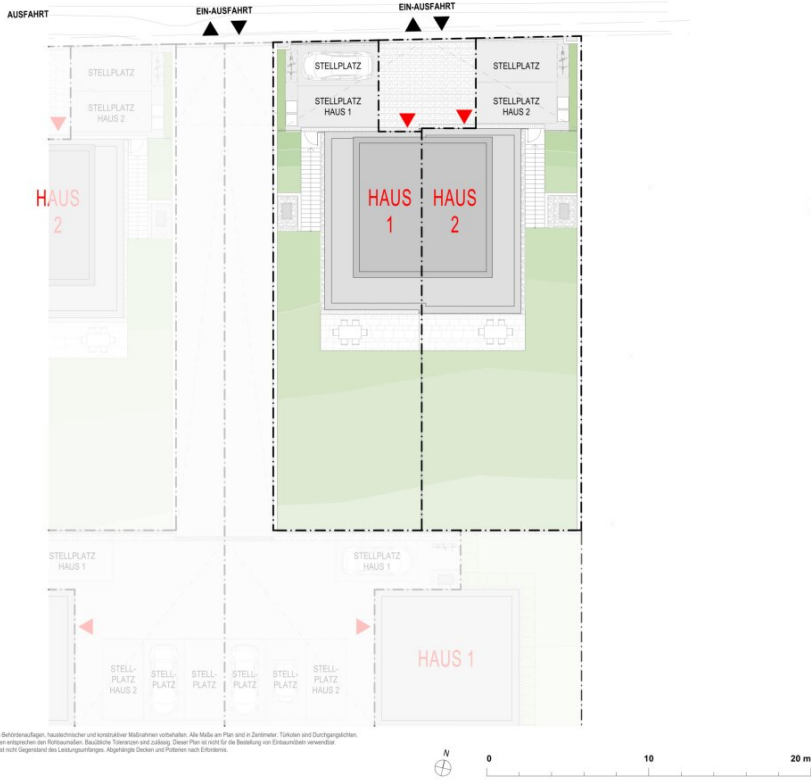 AUSFAHRT
EIN-AUSFAHRT
EIN-AUSFAHRT
STELLPLATZ
STELLPLATZ
HAUS 2
STELLPLATZ
STELLPLATZ
HAUS 1
STELLPLATZ
STELLPLATZ
HAUS 2
HAUS
2
HAUS
1
HAUS
2
STELLPLATZ
HAUS 1
STELLPLATZ
HAUS 1
HAUS 1
STELL-
PLATZ
HAUS 2
STELL-
PLATZ
STELL-
PLATZ
STELL-
PLATZ
STELL-
PLATZ
STELL-
PLATZ
HAUS 2
Behördenauflagen, haustechnischer und konstruktiver Maßnahmen vorbehalten. Alle Maße am Plan sind in Zentimeter. Türkoten sind Durchgangslichten.
en entsprechen den Rohbaumaßen. Bauübliche Toleranzen sind zulässig. Dieser Plan ist nicht für die Bestellung von Einbaumöbeln verwendbar.
ist nicht Gegenstand des Leistungsumfanges. Abgehängte Decken und Poterien nach Erfordernis.
N
0 10 20 m